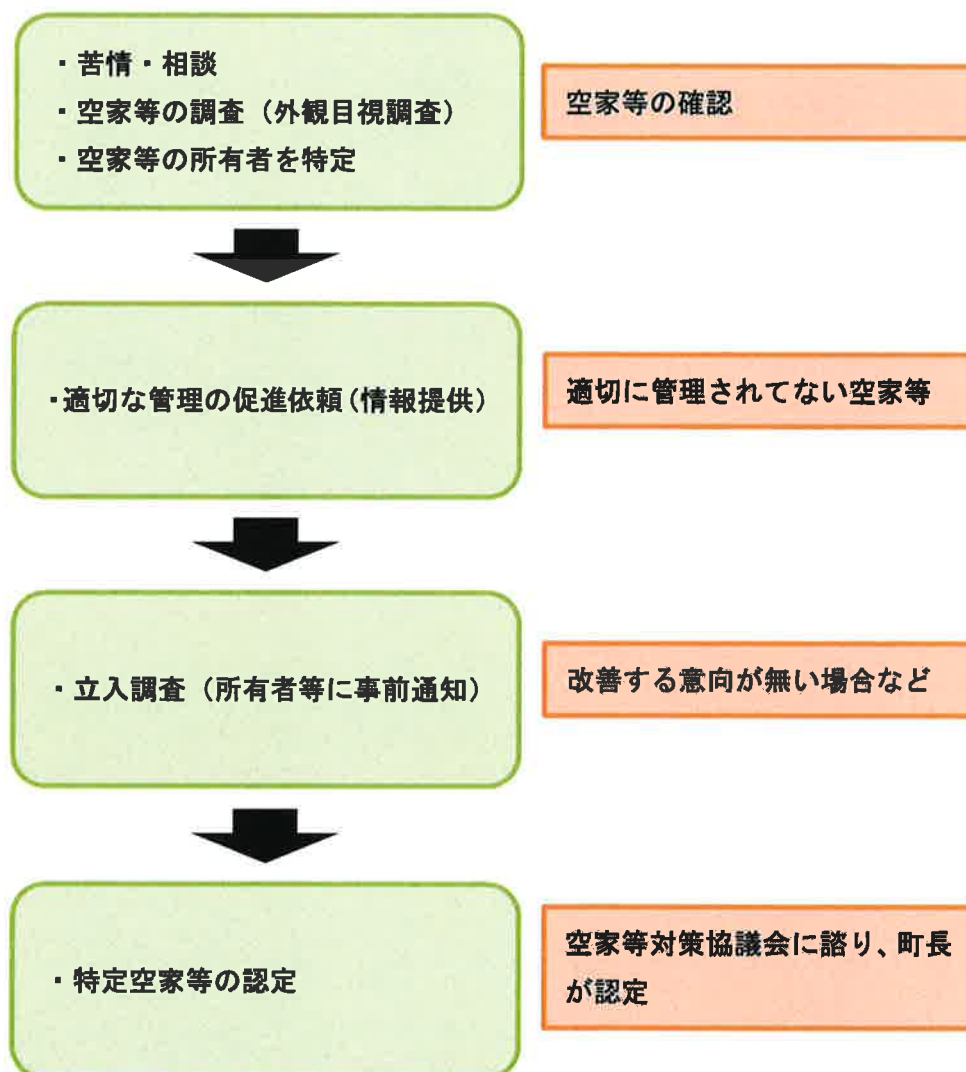 ・苦情・相談
・空家等の調査（外観目視調査）
・空家等の所有者を特定
空家等の確認
・適切な管理の促進依頼（情報提供）
適切に管理されてない空家等
・立入調査（所有者等に事前通知）
改善する意向が無い場合など
・特定空家等の認定
空家等対策協議会に諮り、町長
が認定